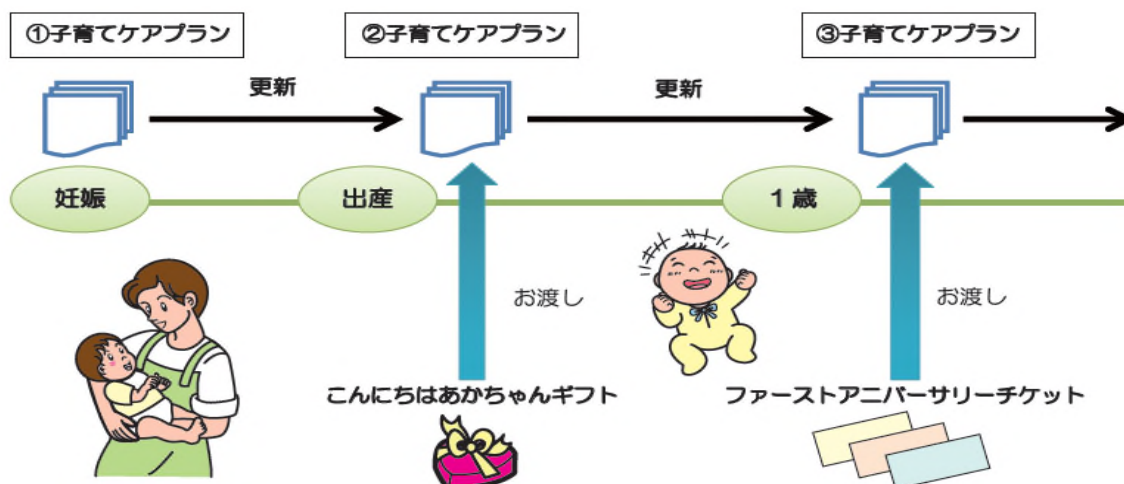 ①子育てケアプラン
②子育てケアプラン
③子育てケアプラン
更新
更新
妊娠
出産
1歳
お渡し
お渡し
こんにちはあかちゃんギフト
ファーストアニバーサリーチケット